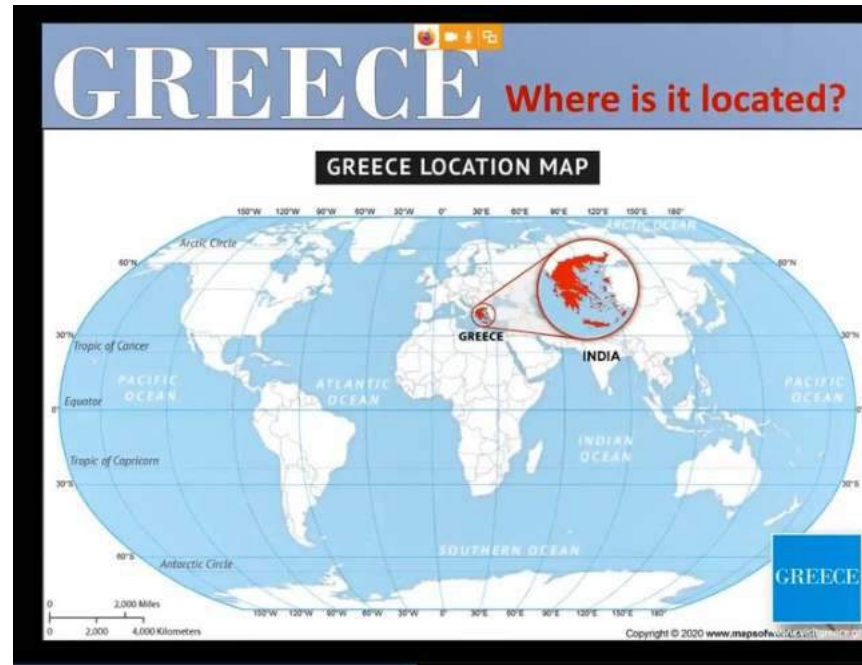 GREECE Where is it located?
GREECE LOCATION MAP
150°W 120°W 90°W 60°W 30°W 0° 30°E 60°E 90°E 120°E 150°E 180°
ARCTIC OCEAN
Arctic Circle
60°N 60°N
30°N GREECE 30°N
Tropic of Cancer INDIA
PACIFIC OCEAN
ATLANTIC OCEAN
PACIFIC OCEAN
Equator
0° 0°
INDIAN OCEAN
Tropic of Capricorn
30°S 30°S
SOUTHERN OCEAN
60°S
Antarctic Circle
GREECE
0 2,000 Miles
0 2,000 4,000 Kilometers
150°W 120°W 90°W 60°W 30°W 0° 30°E 60°E 90°E 120°E 150°E 180°
Copyright © 2020 www.mapsofworld.com